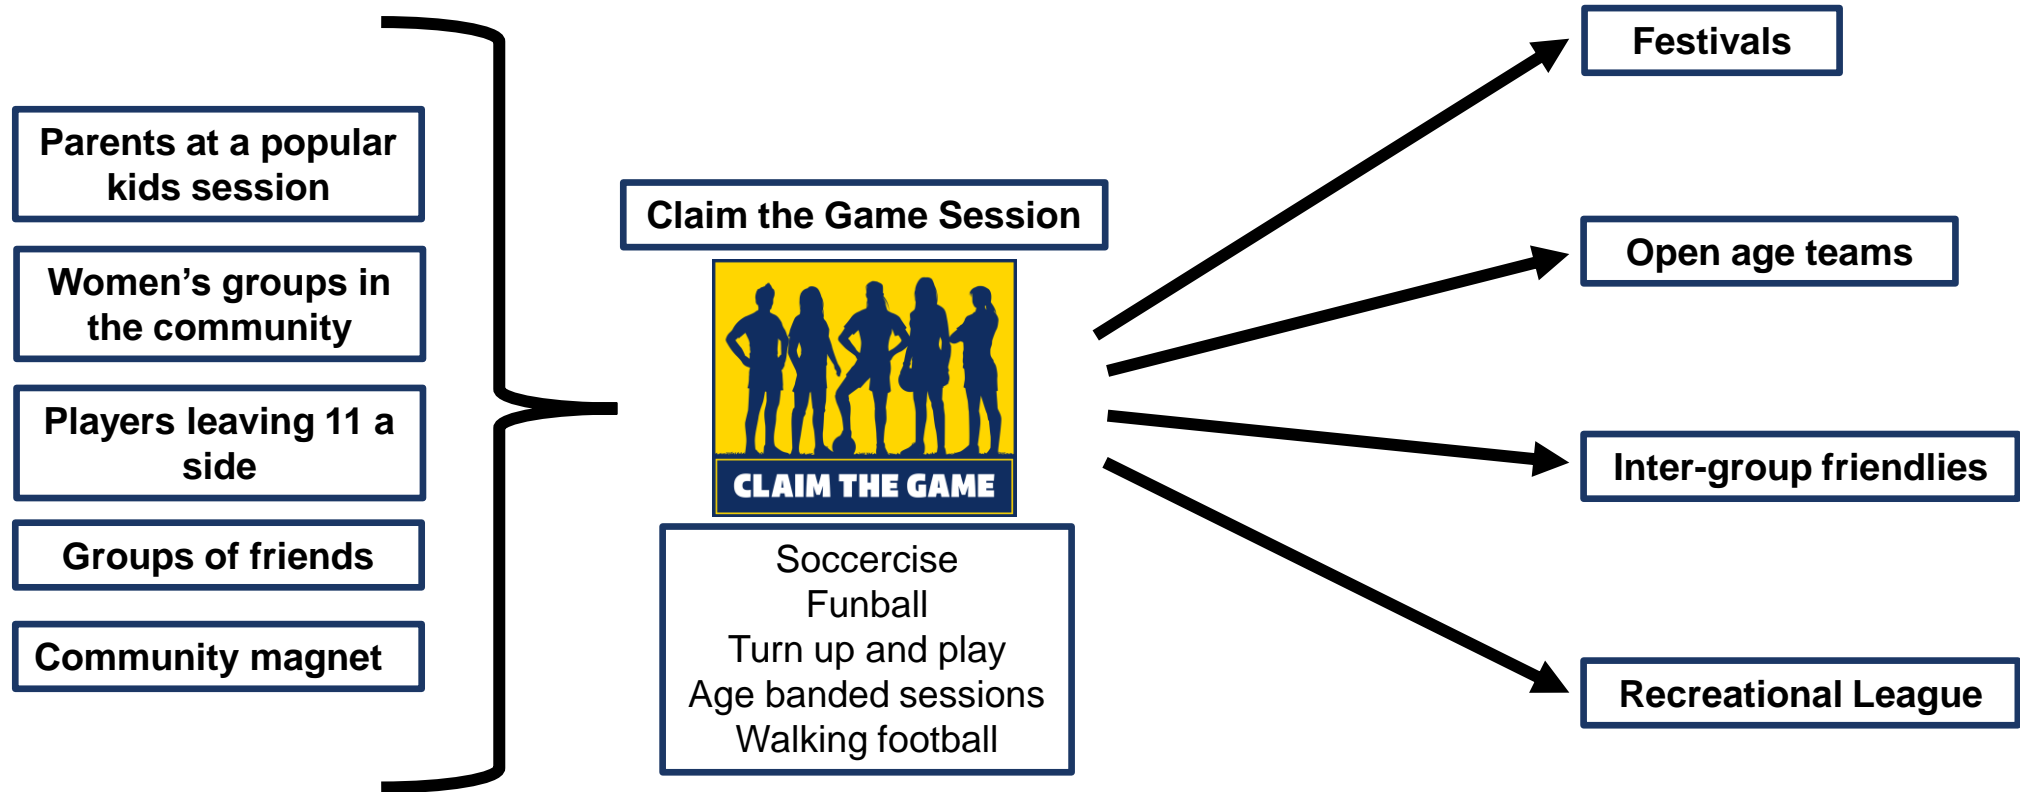 Parents at a popular
kids session
Women’s groups in
the community
Players leaving 11 a
side
Groups of friends
Community magnet
Claim the Game Session
CLAIM THE GAME
Soccercise
Funball
Turn up and play
Age banded sessions
Walking football
Festivals
Open age teams
Inter-group friendlies
Recreational League